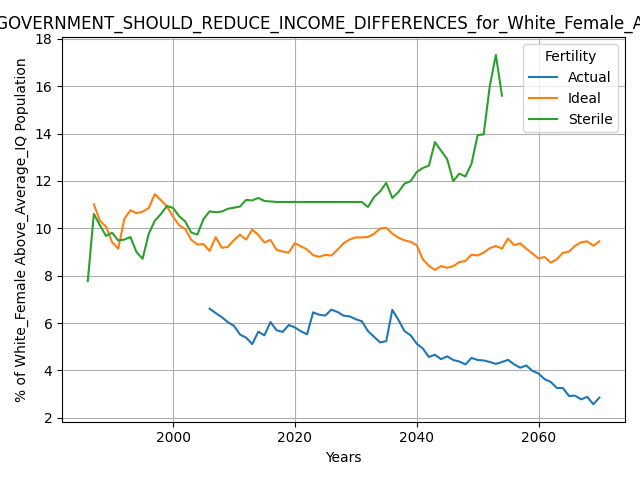 GOVERNMENT_SHOULD_REDUCE_INCOME_DIFFERENCES_for_White_Female_A
% of White_Female Above_Average_IQ Population
18
16
14
12
10
8
6
4
2
Fertility
Actual
Ideal
Sterile
2000 2020 2040 2060
Years